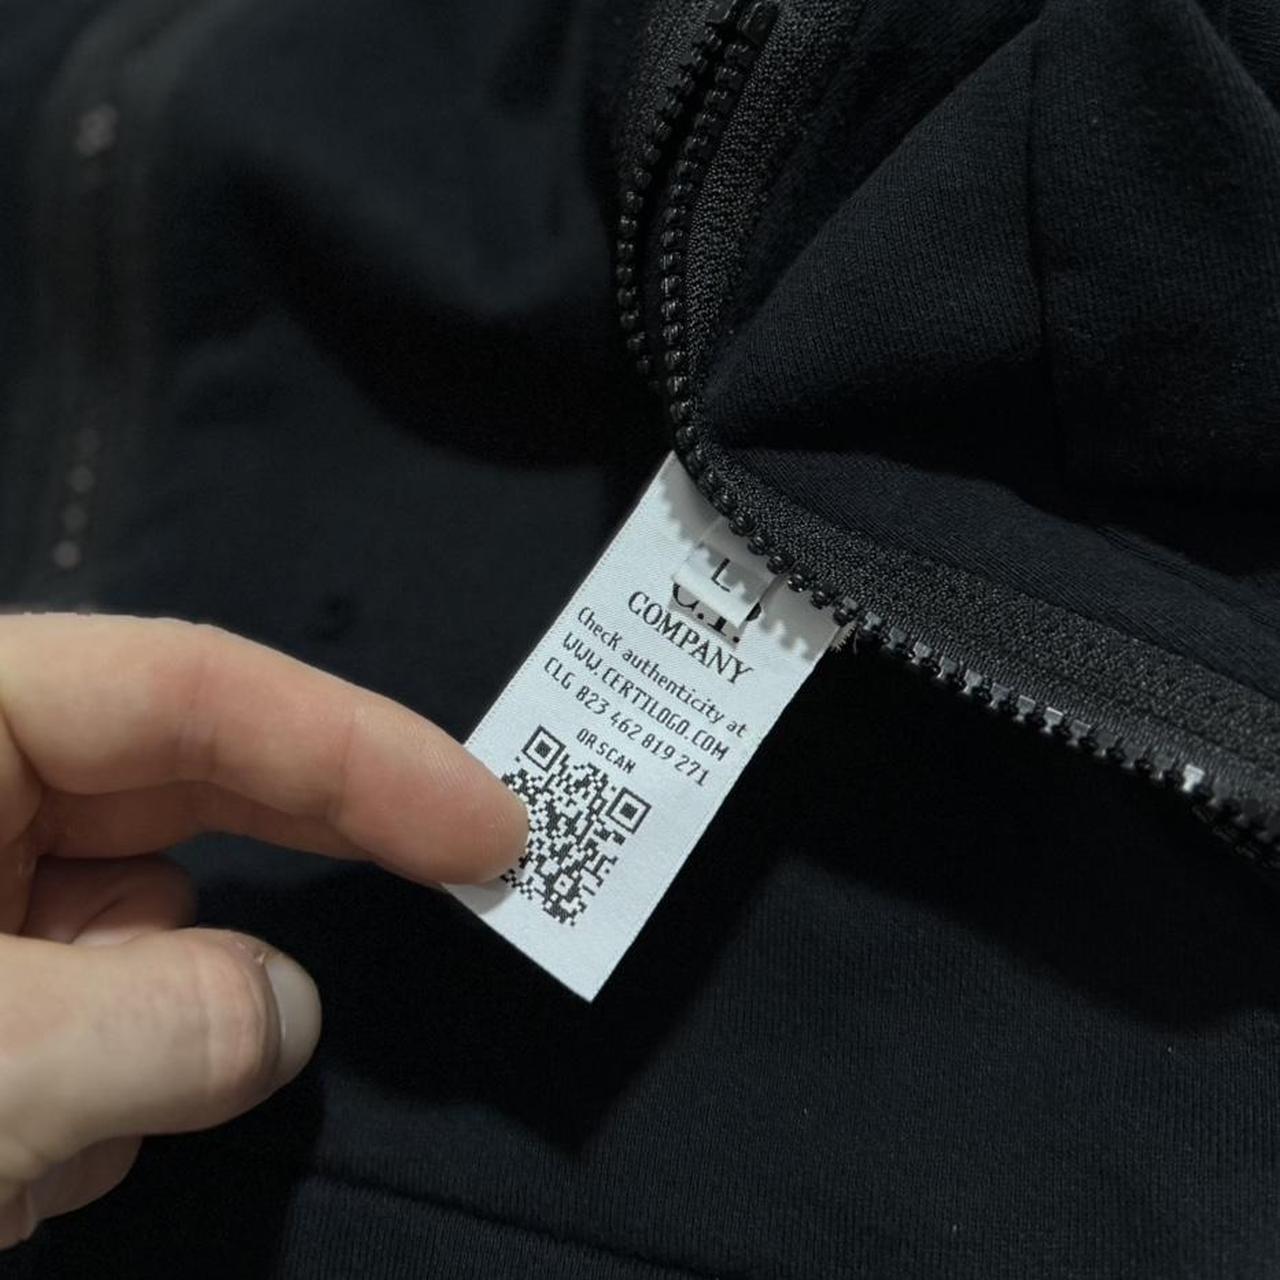 L
C.P.
COMPANY
Check authenticity at
WWW.CERTILOGO.COM
CLG 823 462 819 271
OR SCAN